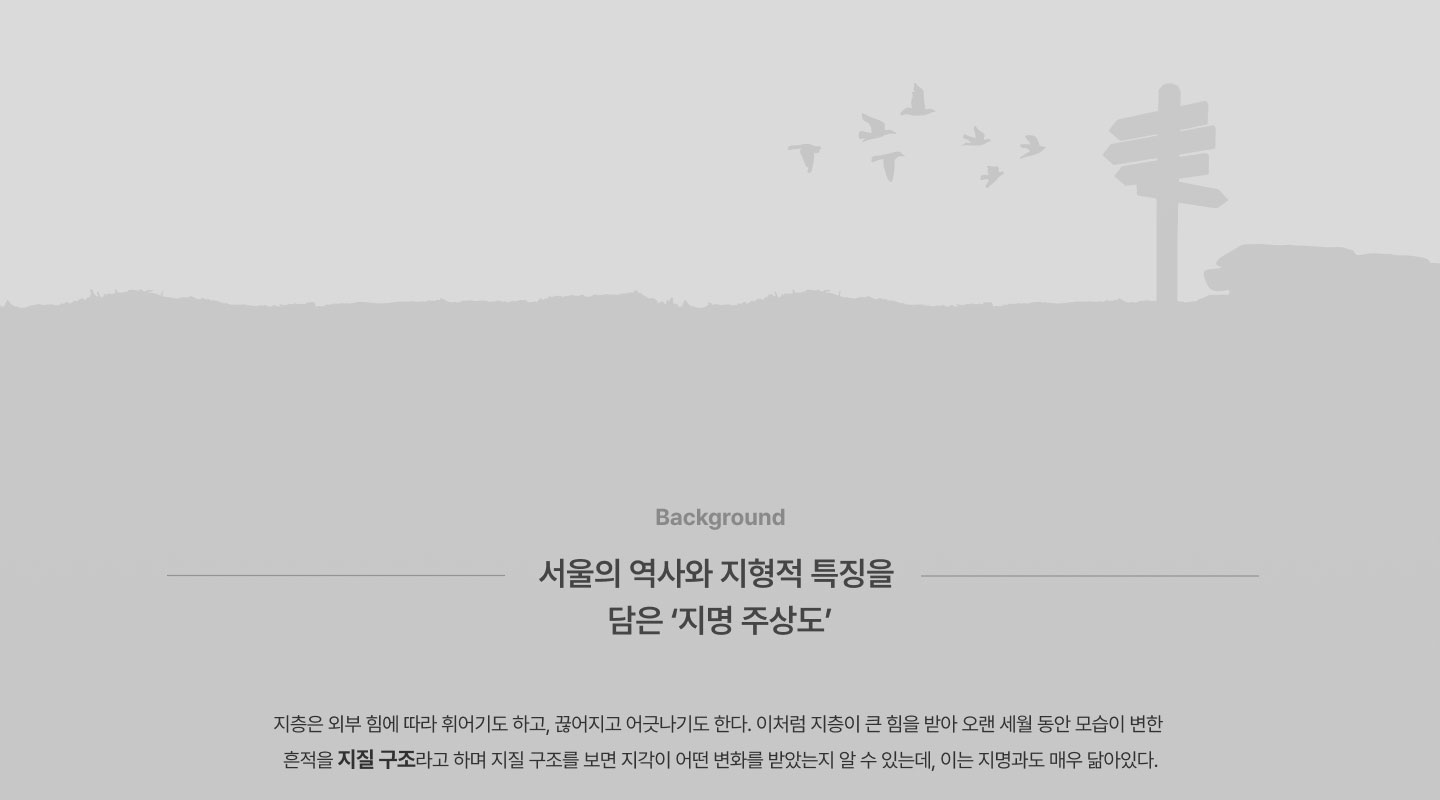 Background
서울의 역사와 지형적 특징을
담은 ‘지명 주상도’
지층은 외부 힘에 따라 휘어기도 하고, 끊어지고 어긋나기도 한다. 이처럼 지층이 큰 힘을 받아 오랜 세월 동안 모습이 변한
흔적을 지질 구조라고 하며 지질 구조를 보면 지각이 어떤 변화를 받았는지 알 수 있는데, 이는 지명과도 매우 닮아있다.